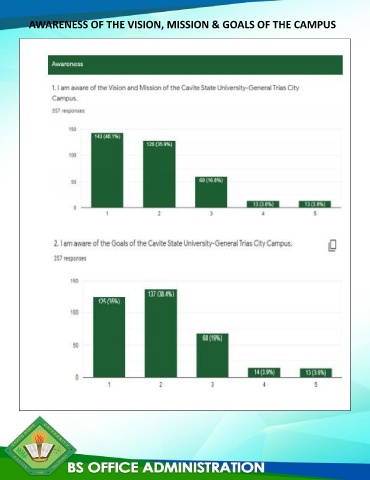 AWARENESS OF THE VISION, MISSION & GOALS OF THE CAMPUS
Awareness
1. I am aware of the Vision and Mission of the Cavite State University-General Trias City
Campus.
357 responses
150
100
50
0
143 (40.1%)
128 (35.9%)
60 (16.8%)
13 (3.6%)
13 (3.6%)
1 2 3 4 5
2. I am aware of the Goals of the Cavite State University-General Trias City Campus.
357 responses
150
100
50
0
125 (35%)
137 (38.4%)
68 (19%)
14 (3.9%)
13 (3.6%)
1 2 3 4 5
BS OFFICE ADMINISTRATION